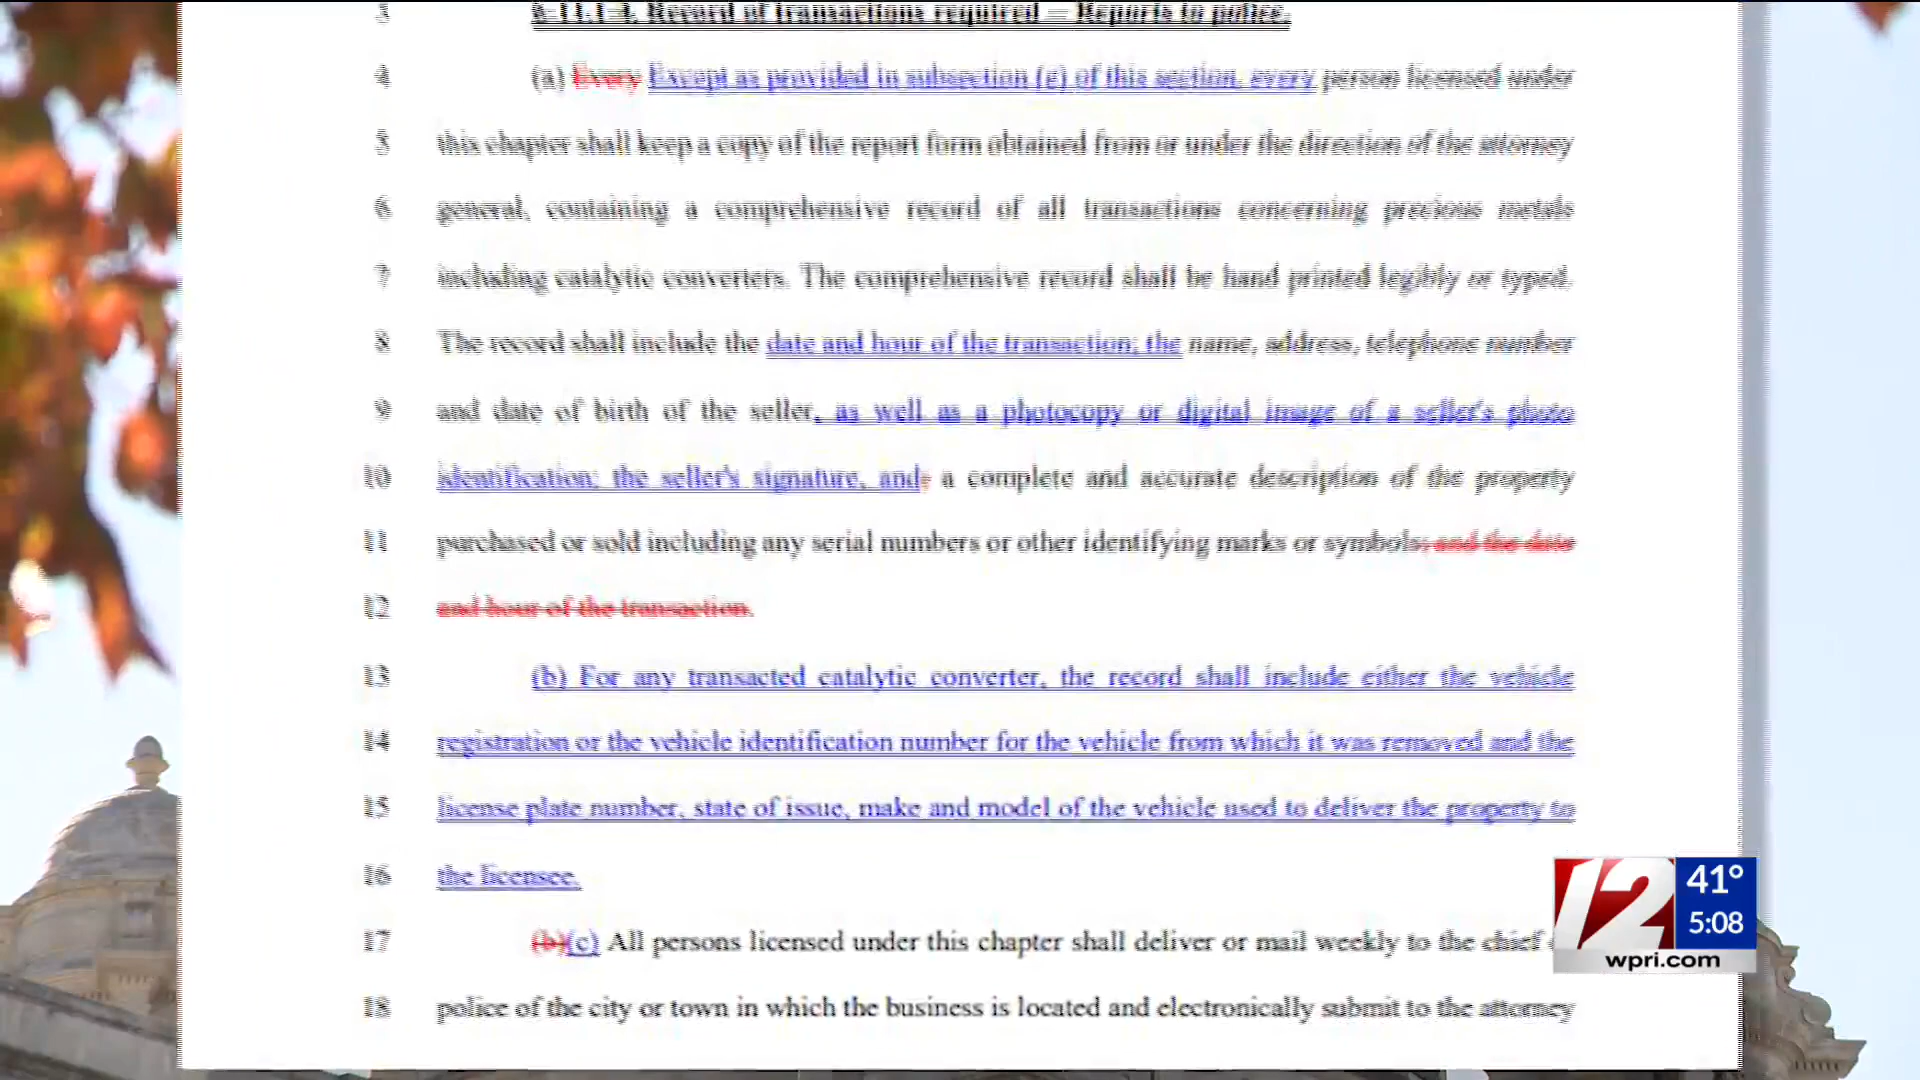 3 6-11.1-4. Record of transactions required – Reports to police.
4 (a) Every Except as provided in subsection (e) of this section, every person licensed under
5 this chapter shall keep a copy of the report form obtained from or under the direction of the attorney
6 general, containing a comprehensive record of all transactions concerning precious metals
7 including catalytic converters. The comprehensive record shall be hand printed legibly or typed.
8 The record shall include the date and hour of the transaction; the name, address, telephone number
9 and date of birth of the seller, as well as a photocopy or digital image of a seller's photo
10 identification; the seller's signature, and; a complete and accurate description of the property
11 purchased or sold including any serial numbers or other identifying marks or symbols; and the date
12 and hour of the transaction.
13 (b) For any transacted catalytic converter, the record shall include either the vehicle
14 registration or the vehicle identification number for the vehicle from which it was removed and the
15 license plate number, state of issue, make and model of the vehicle used to deliver the property to
16 the licensee.
17 (b)(c) All persons licensed under this chapter shall deliver or mail weekly to the chief
18 police of the city or town in which the business is located and electronically submit to the attorney
12 41°
5:08
wpri.com